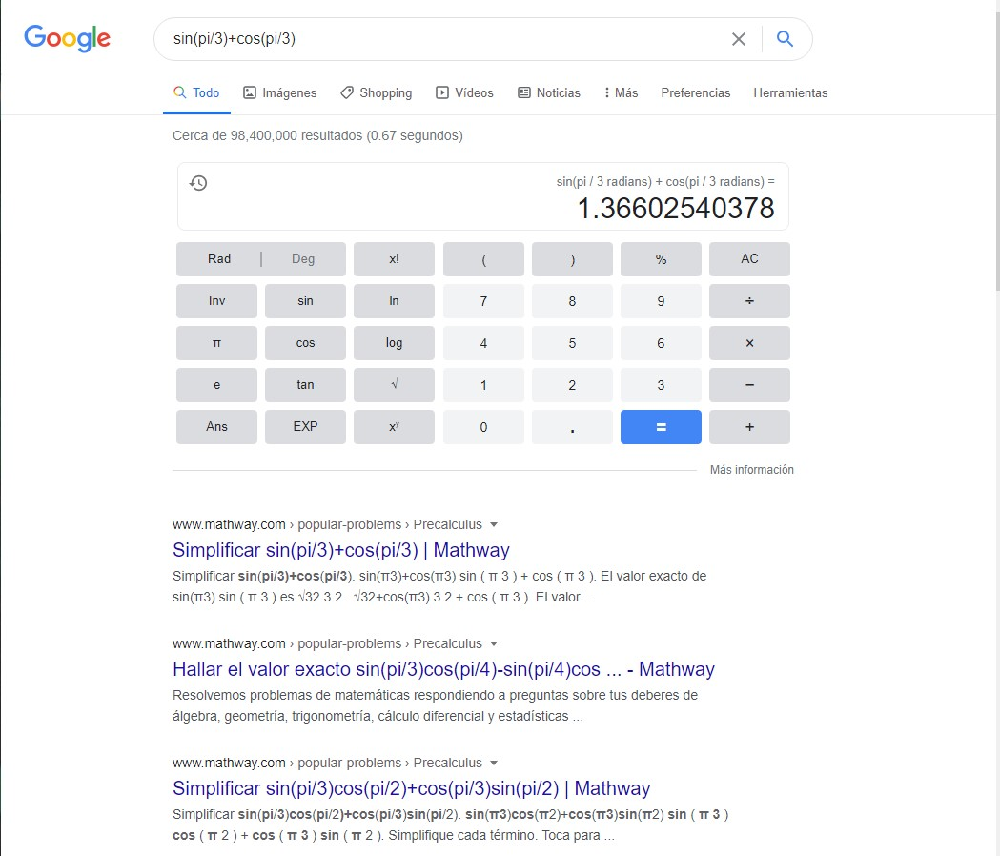 Google
sin(pi/3)+cos(pi/3)
Todo Imágenes Shopping Vídeos Noticias Más Preferencias Herramientas
Cerca de 98,400,000 resultados (0.67 segundos)
sin(pi / 3 radians) + cos(pi / 3 radians) =
1.36602540378
Rad | Deg x! ( ) % AC
Inv sin ln 7 8 9 ÷
π cos log 4 5 6 ×
e tan √ 1 2 3 −
Ans EXP xʸ 0 . = +
Más información
www.mathway.com › popular-problems › Precalculus
Simplificar sin(pi/3)+cos(pi/3) | Mathway
Simplificar sin(pi/3)+cos(pi/3). sin(π3)+cos(π3) sin ( π 3 ) + cos ( π 3 ). El valor exacto de
sin(π3) sin ( π 3 ) es √32 3 2 . √32+cos(π3) 3 2 + cos ( π 3 ). El valor ...
www.mathway.com › popular-problems › Precalculus
Hallar el valor exacto sin(pi/3)cos(pi/4)-sin(pi/4)cos ... - Mathway
Resolvemos problemas de matemáticas respondiendo a preguntas sobre tus deberes de
álgebra, geometría, trigonometría, cálculo diferencial y estadísticas ...
www.mathway.com › popular-problems › Precalculus
Simplificar sin(pi/3)cos(pi/2)+cos(pi/3)sin(pi/2) | Mathway
Simplificar sin(pi/3)cos(pi/2)+cos(pi/3)sin(pi/2). sin(π3)cos(π2)+cos(π3)sin(π2) sin ( π 3 )
cos ( π 2 ) + cos ( π 3 ) sin ( π 2 ). Simplifique cada término. Toca para ...